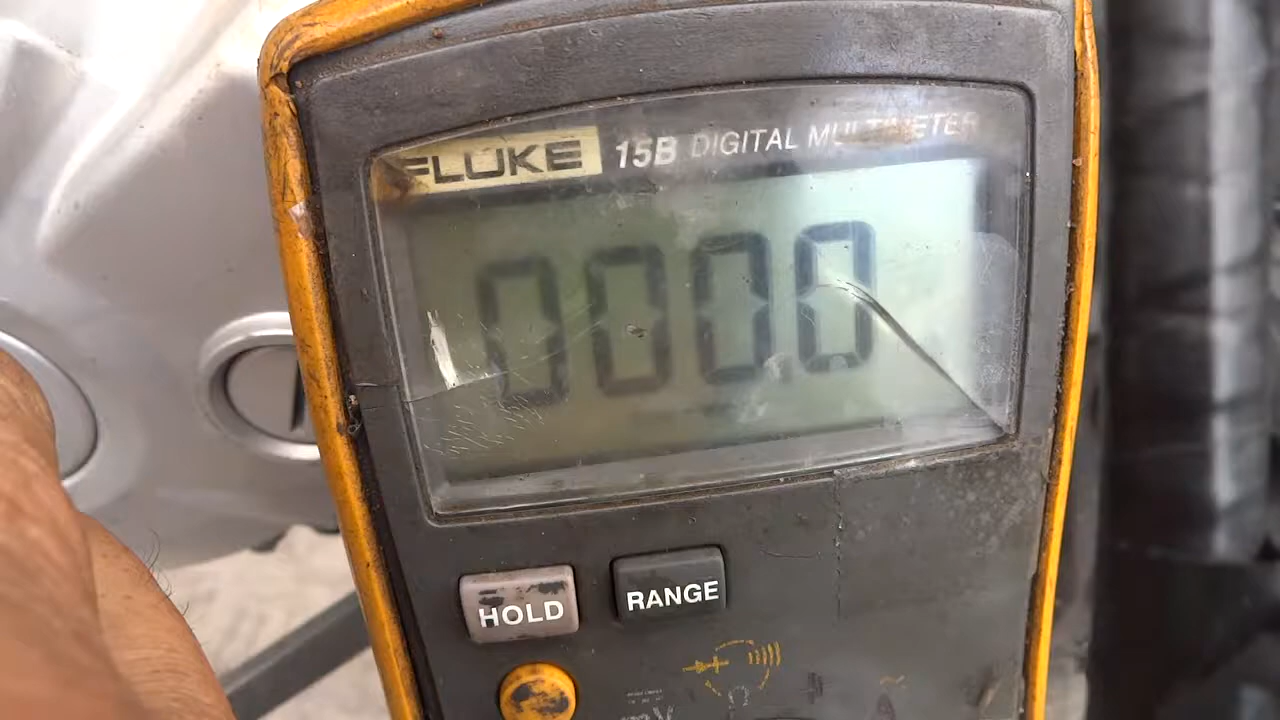 FLUKE 15B DIGITAL MULTIMETER
000.0
HOLD RANGE
Ω